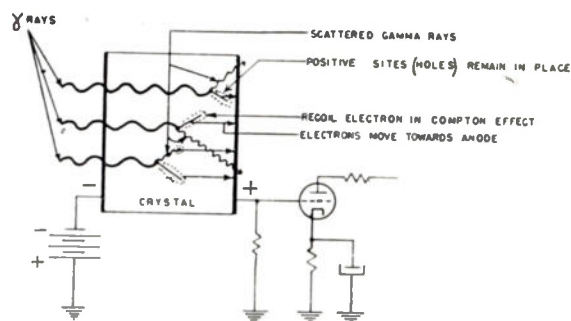 γ RAYS
SCATTERED GAMMA RAYS
POSITIVE SITES (HOLES) REMAIN IN PLACE
RECOIL ELECTRON IN COMPTON EFFECT
ELECTRONS MOVE TOWARDS ANODE
− +
CRYSTAL
−
+